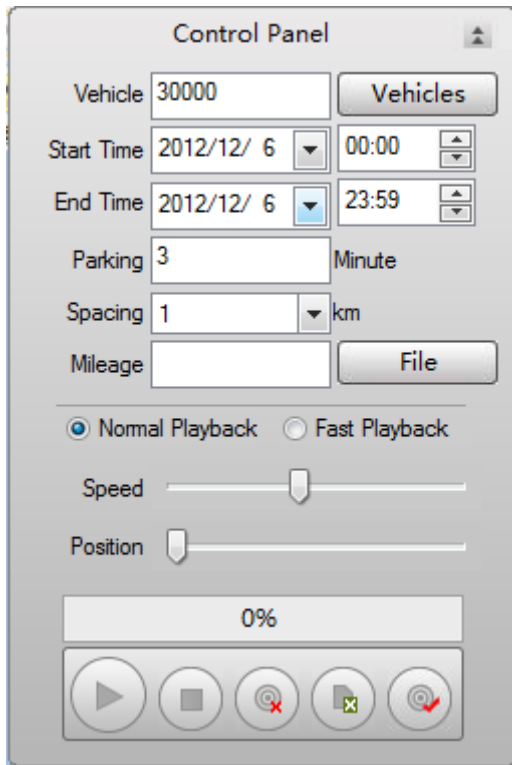 Control Panel
Vehicle 30000 Vehicles
Start Time 2012/12/ 6 00:00
End Time 2012/12/ 6 23:59
Parking 3 Minute
Spacing 1 km
Mileage File
Normal Playback Fast Playback
Speed
Position
0%